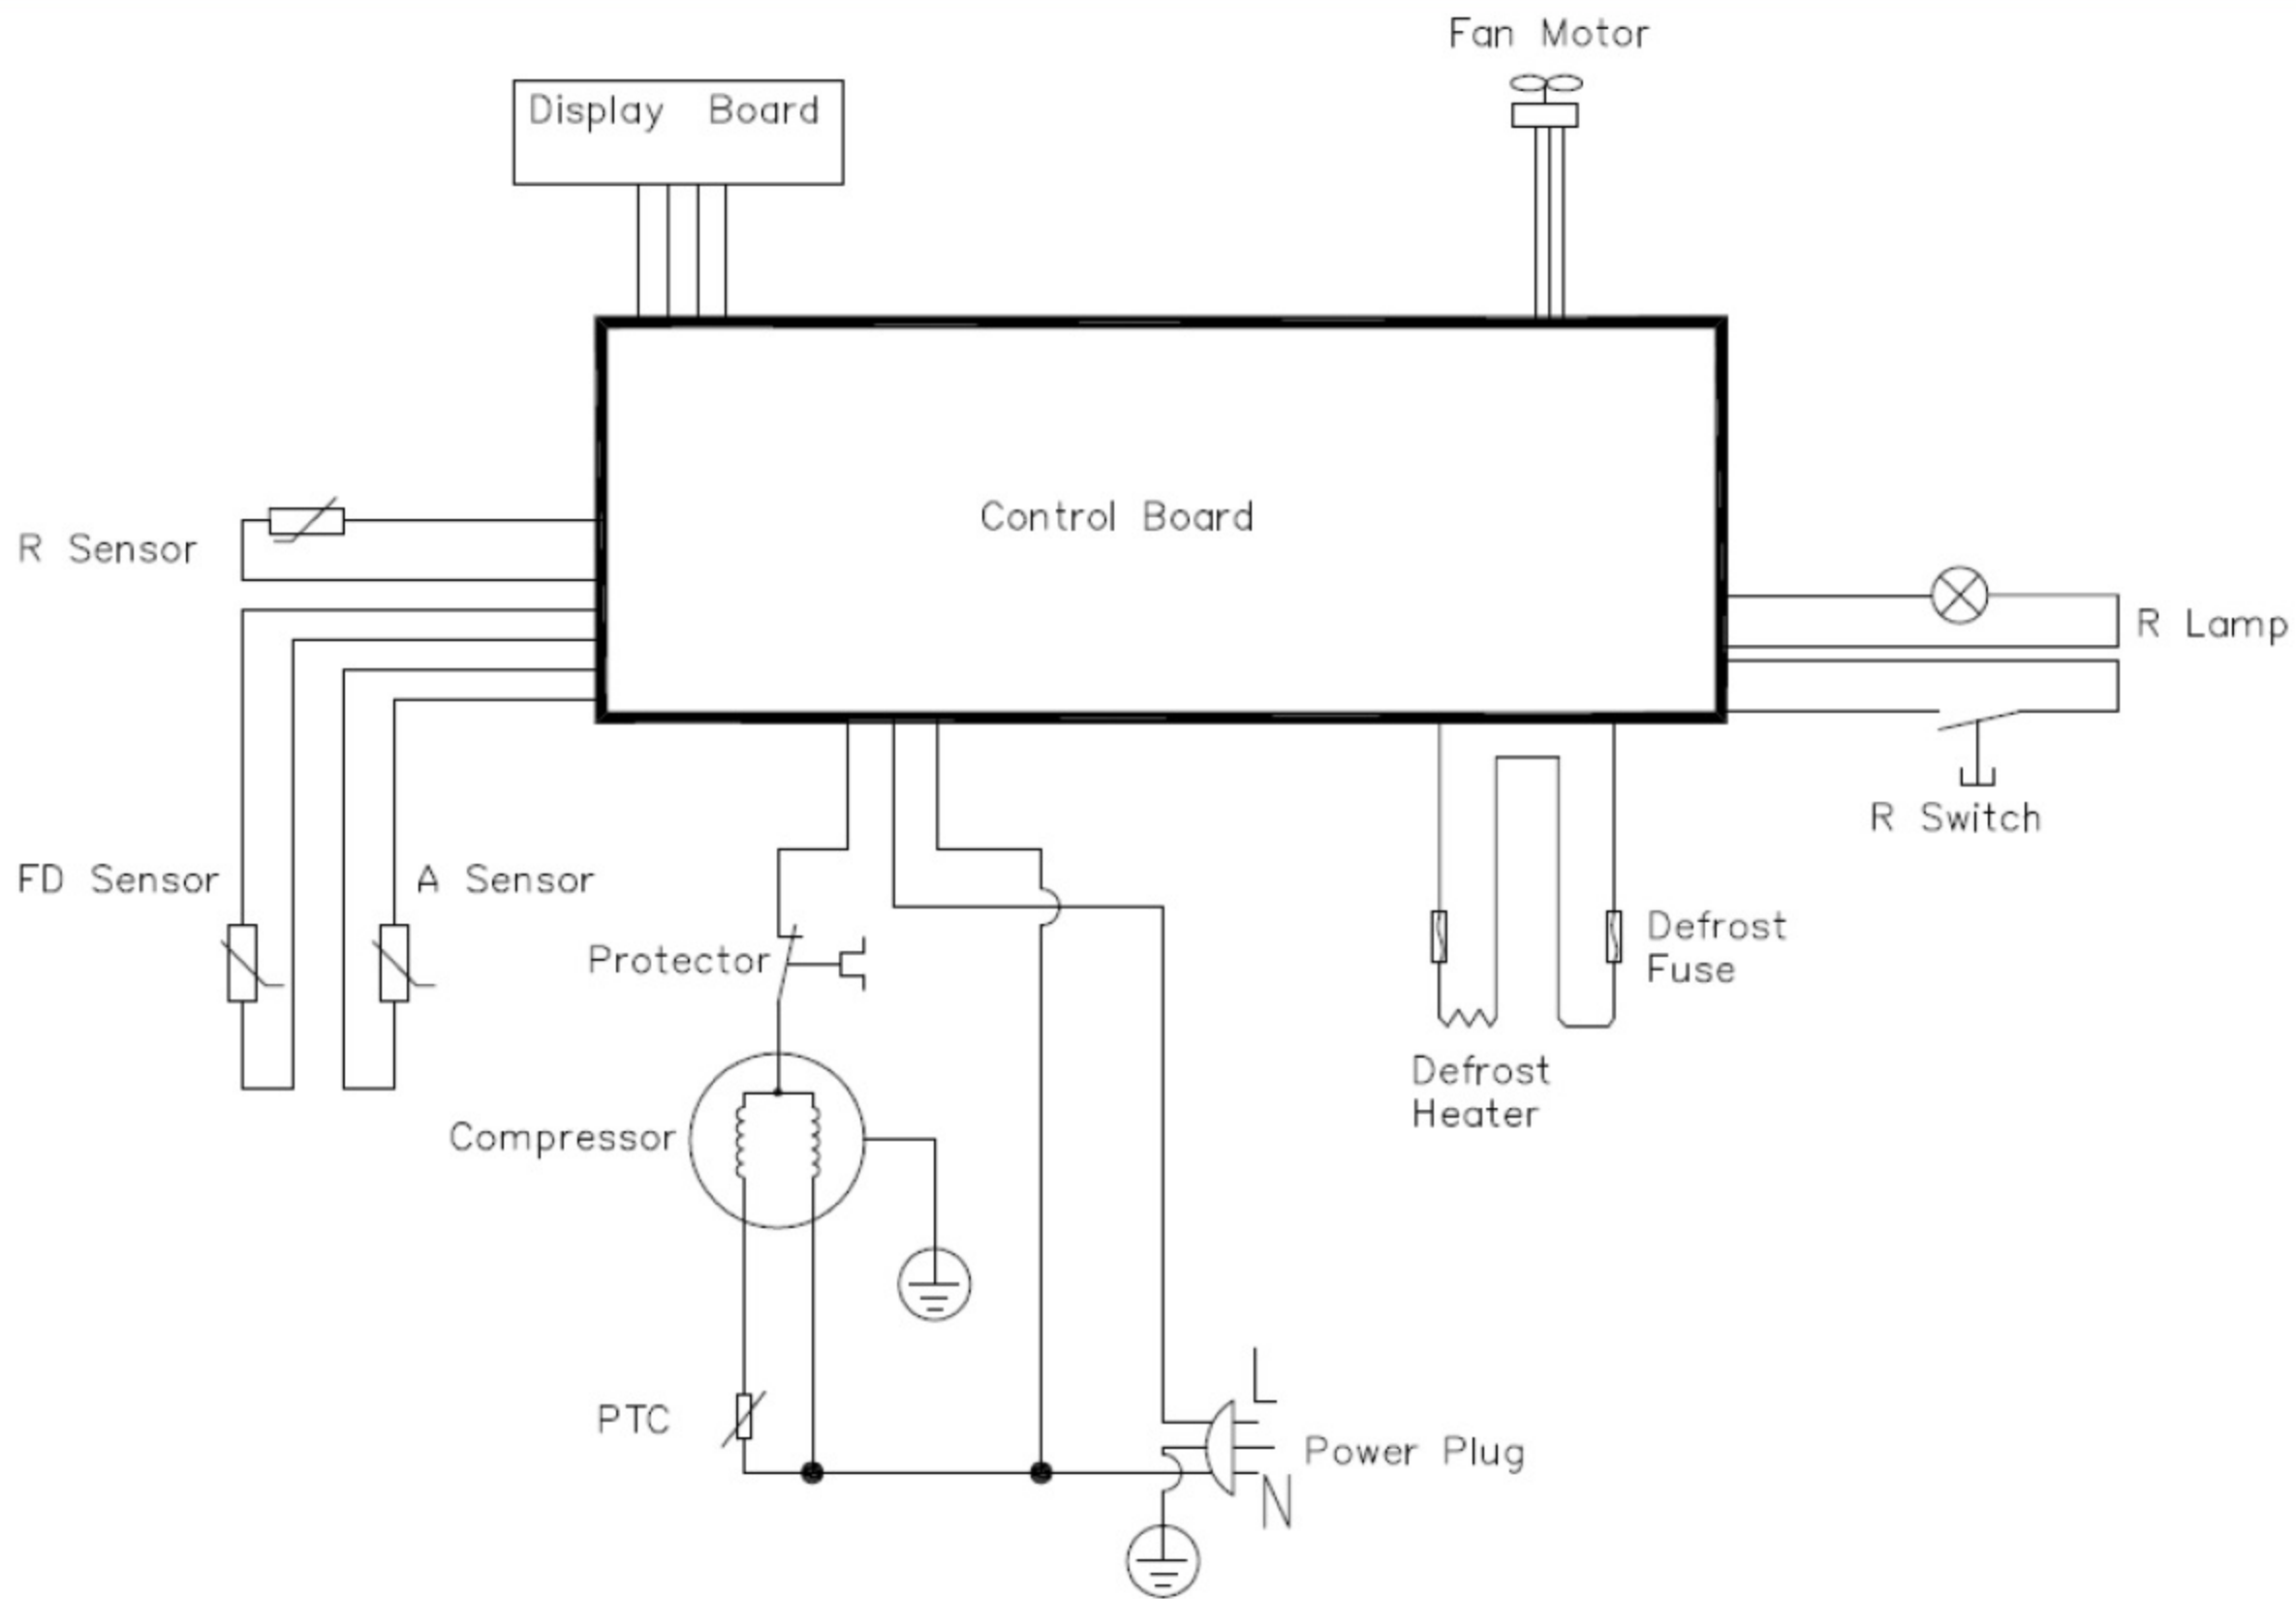 Fan Motor
Display Board
Control Board
R Sensor
R Lamp
R Switch
FD Sensor
A Sensor
Protector
Defrost
Fuse
Defrost
Heater
Compressor
L
PTC
Power Plug
N